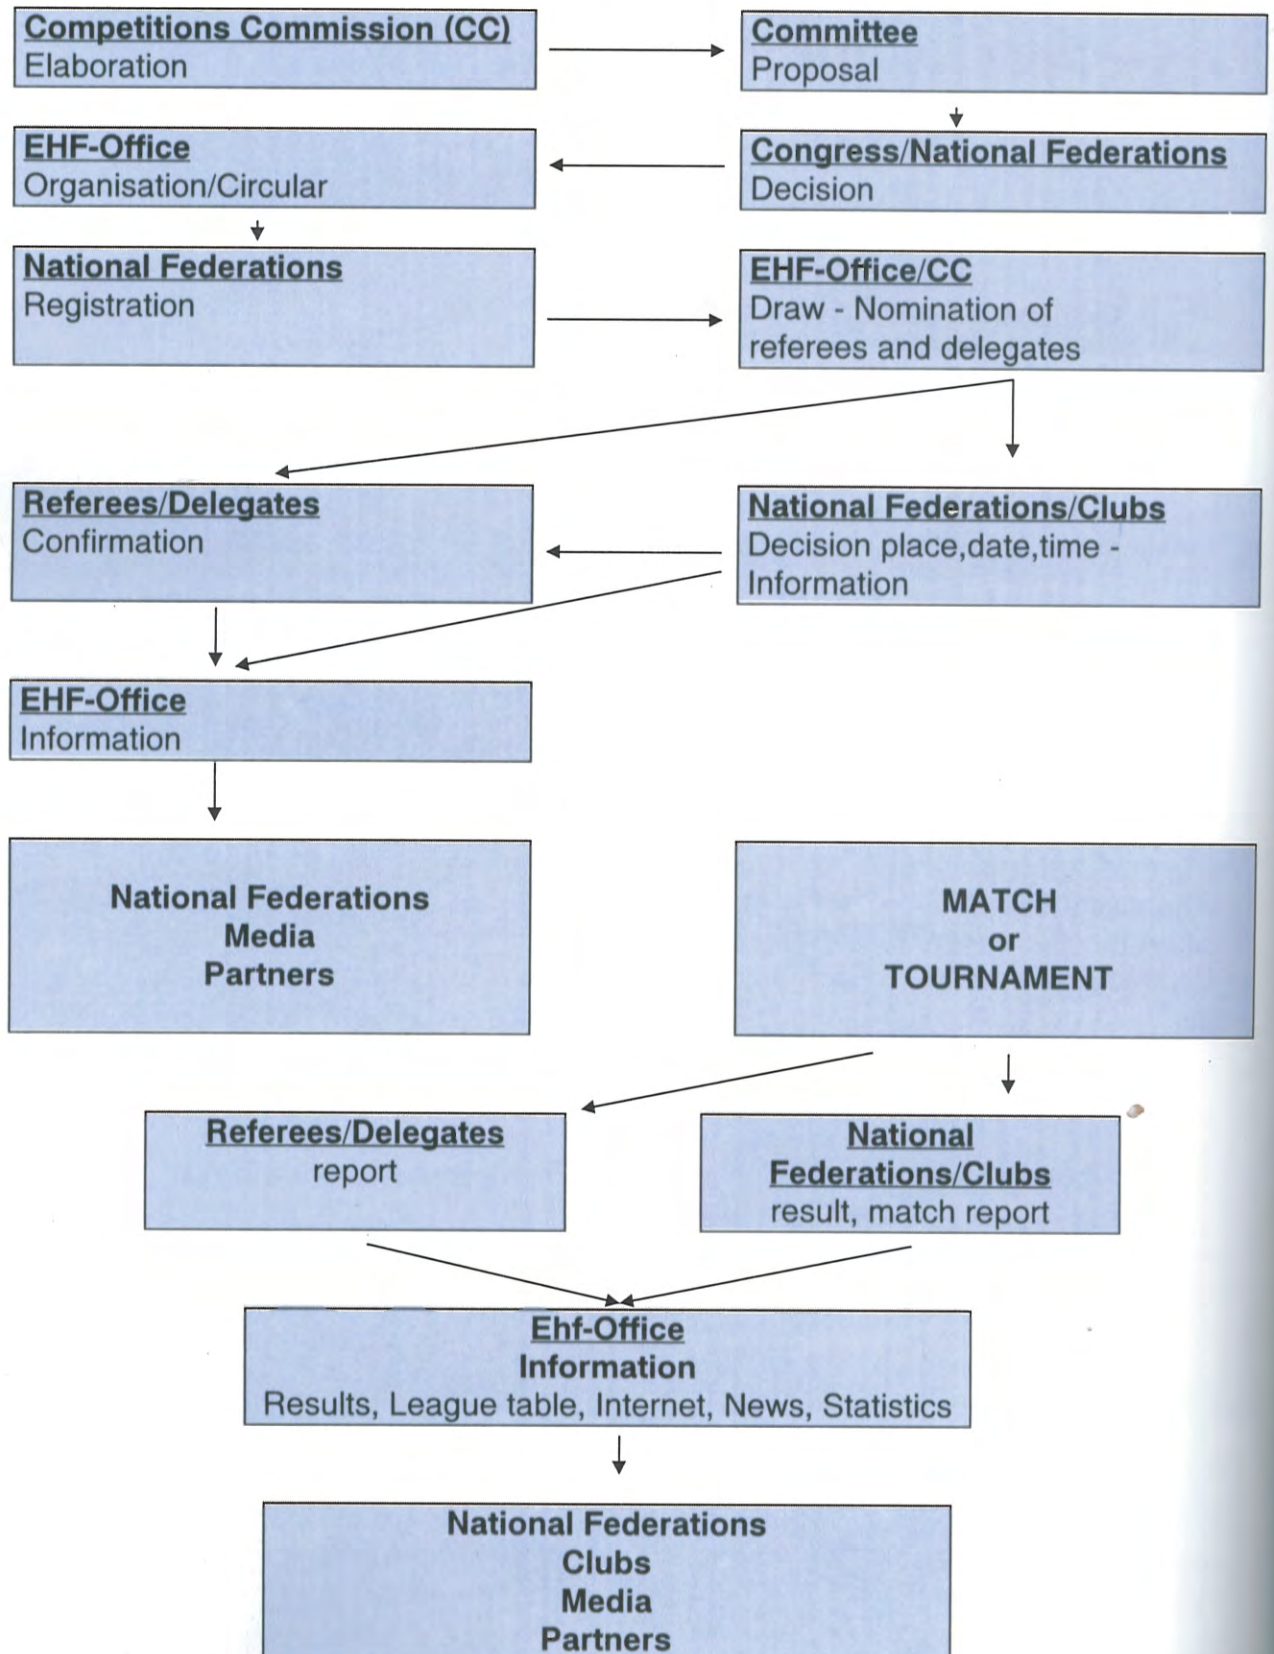 Competitions Commission (CC)
Elaboration
Committee
Proposal
EHF-Office
Organisation/Circular
Congress/National Federations
Decision
National Federations
Registration
EHF-Office/CC
Draw - Nomination of
referees and delegates
Referees/Delegates
Confirmation
National Federations/Clubs
Decision place,date,time -
Information
EHF-Office
Information
National Federations
Media
Partners
MATCH
or
TOURNAMENT
Referees/Delegates
report
National
Federations/Clubs
result, match report
Ehf-Office
Information
Results, League table, Internet, News, Statistics
National Federations
Clubs
Media
Partners